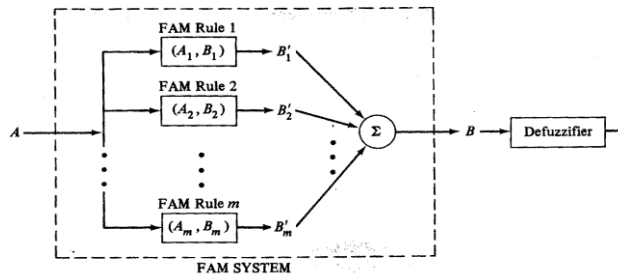 FAM Rule 1
(A₁, B₁)
B′₁
FAM Rule 2
(A₂, B₂)
B′₂
A
Σ
B
Defuzzifier
FAM Rule m
(Aₘ, Bₘ)
B′ₘ
FAM SYSTEM